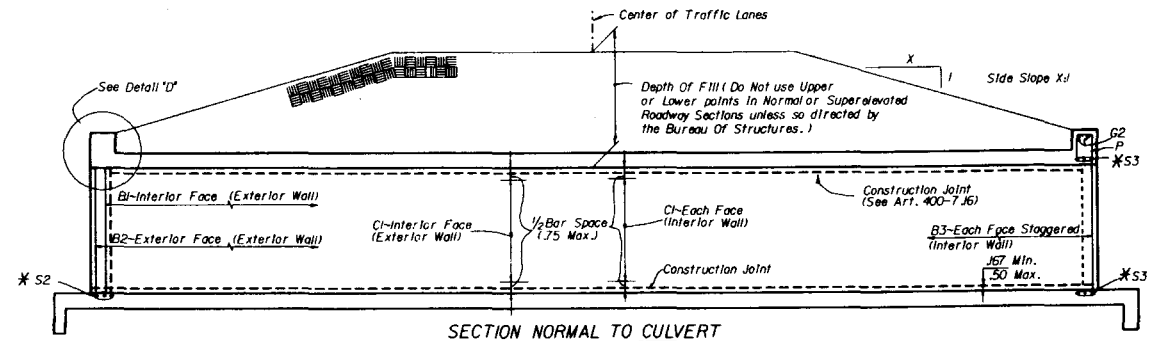 Center of Traffic Lanes
X
1
Side Slope X:1
See Detail "D"
Depth Of Fill ( Do Not use Upper
or Lower points In Normal or Superelevated
Roadway Sections unless so directed by
the Bureau Of Structures. )
G2
P
*S3
B1~Interior Face (Exterior Wall)
C1~Interior Face
(Exterior Wall)
1/2 Bar Space
(.75 Max.)
C1~Each Face
(Interior Wall)
Construction Joint
(See Art. 400-7.16)
B2~Exterior Face (Exterior Wall)
B3~Each Face Staggered
(Interior Wall)
.167 Min.
.50 Max.
*S2
Construction Joint
*S3
SECTION NORMAL TO CULVERT